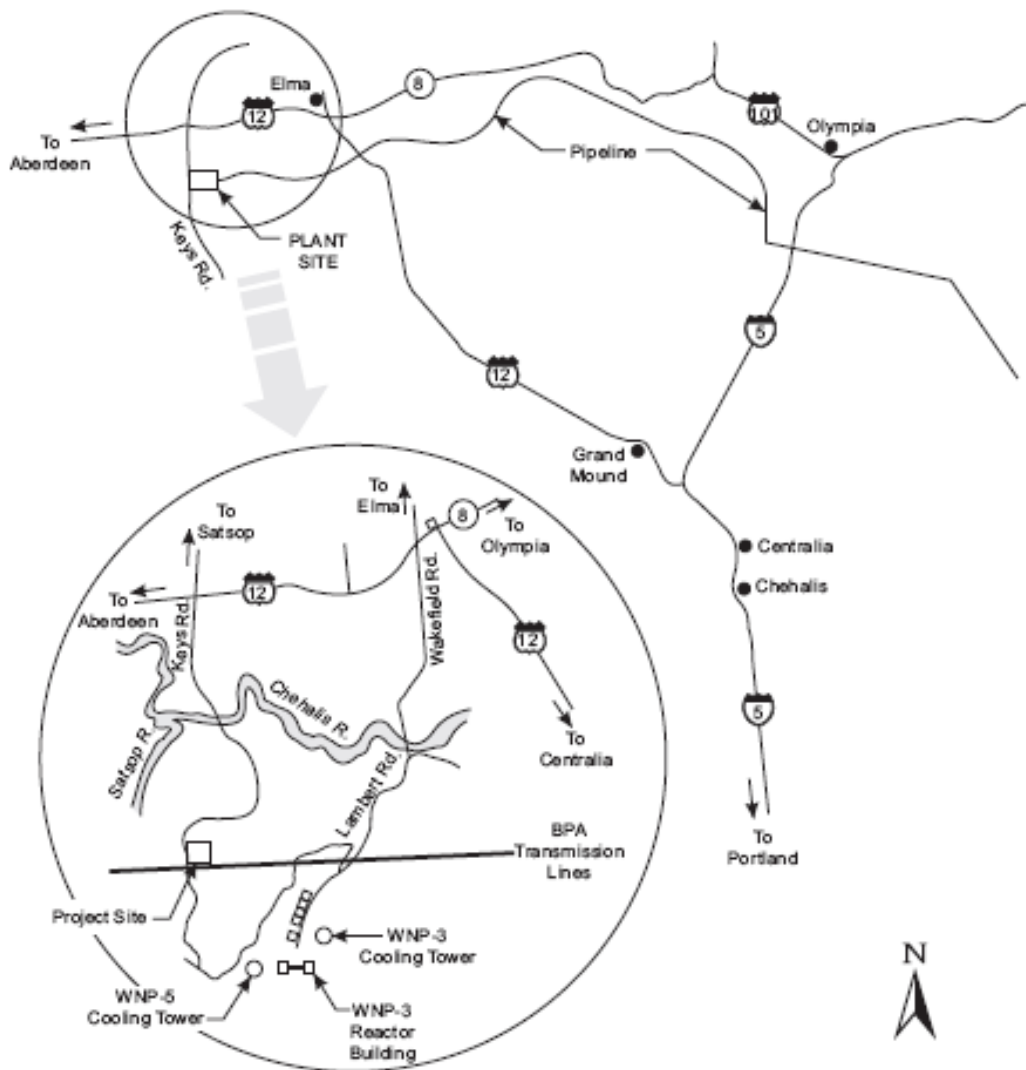 Elma
8
12
101
Olympia
To
Aberdeen
Pipeline
Keys Rd.
PLANT
SITE
5
12
Grand
Mound
Centralia
Chehalis
5
To
Portland
To
Satsop
To
Elma
8
To
Olympia
12
To
Aberdeen
Keys Rd.
Wakefield Rd.
12
Chehalis R.
Satsop R.
To
Centralia
Lambert Rd.
BPA
Transmission
Lines
Project Site
WNP-3
Cooling Tower
WNP-5
Cooling Tower
WNP-3
Reactor
Building
N